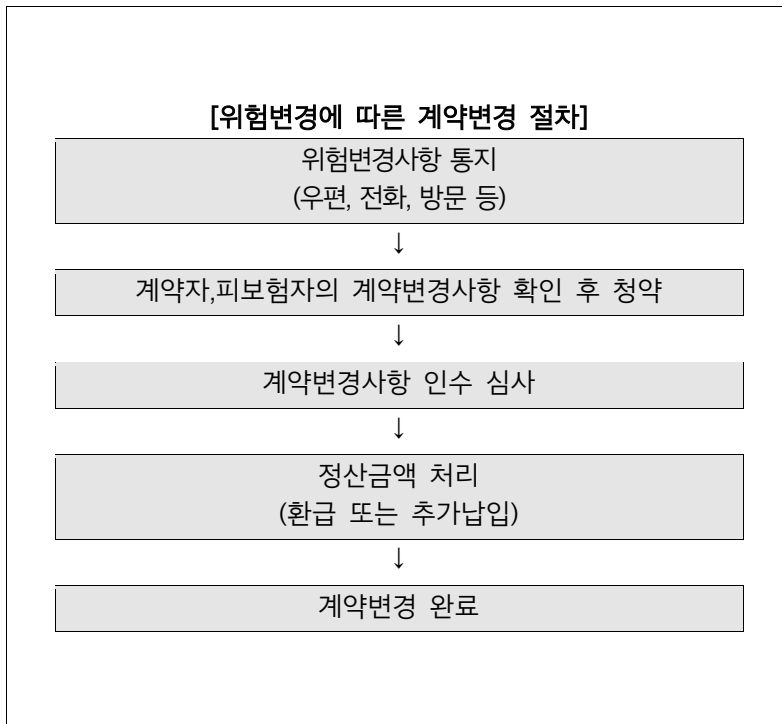 [위험변경에 따른 계약변경 절차]
위험변경사항 통지
(우편, 전화, 방문 등)
↓
계약자,피보험자의 계약변경사항 확인 후 청약
↓
계약변경사항 인수 심사
↓
정산금액 처리
(환급 또는 추가납입)
↓
계약변경 완료